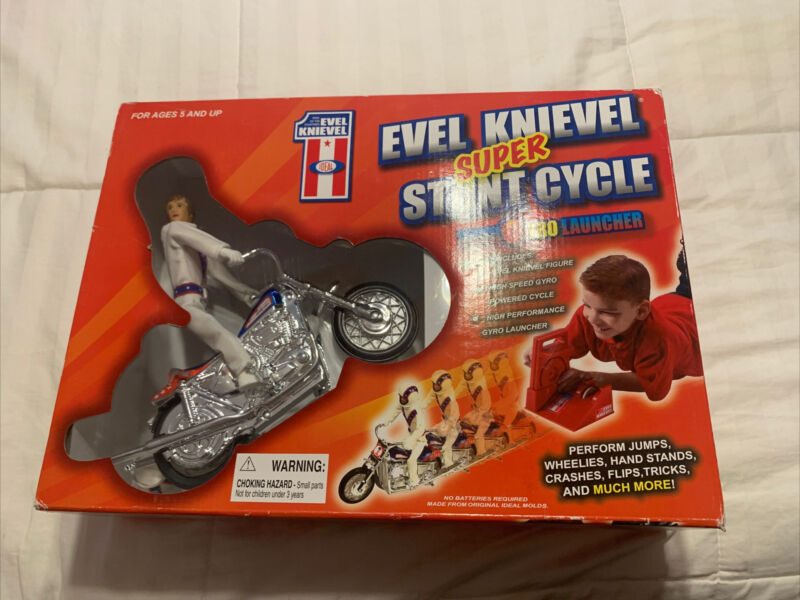 FOR AGES 5 AND UP
1
EVEL
KNIEVEL
IDEAL
EVEL KNIEVEL
SUPER
STUNT CYCLE
LAUNCHER
INCLUDES
KNIEVEL FIGURE
HIGH SPEED GYRO
POWERED CYCLE
HIGH PERFORMANCE
GYRO LAUNCHER
PERFORM JUMPS,
WHEELIES, HAND STANDS,
CRASHES, FLIPS,TRICKS,
AND MUCH MORE!
WARNING:
CHOKING HAZARD - Small parts
Not for children under 3 years
NO BATTERIES REQUIRED
MADE FROM ORIGINAL IDEAL MOLDS.